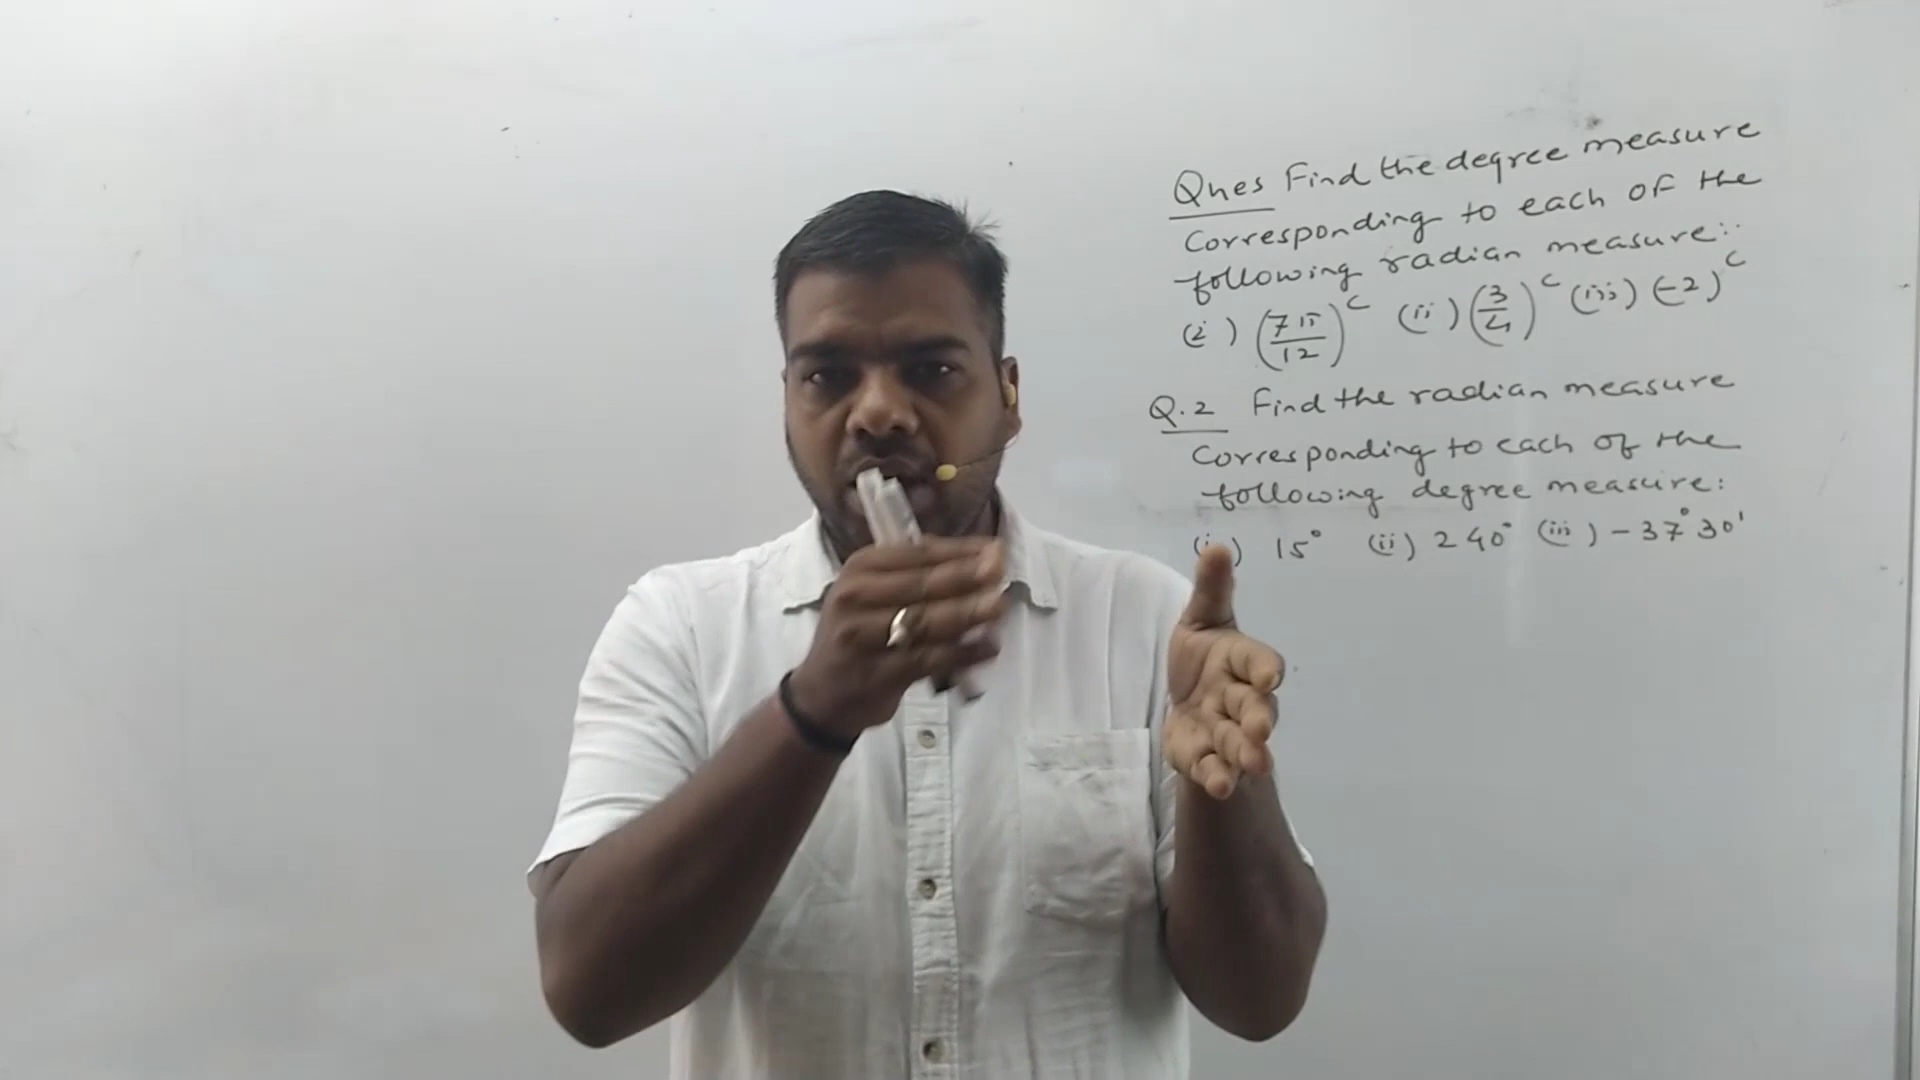 Ques Find the degree measure
corresponding to each of the
following radian measure:-
(i) (7π/12)^c (ii) (3/4)^c (iii) (-2)^c
Q.2 Find the radian measure
corresponding to each of the
following degree measure:
(i) 15° (ii) 240° (iii) -37°30'